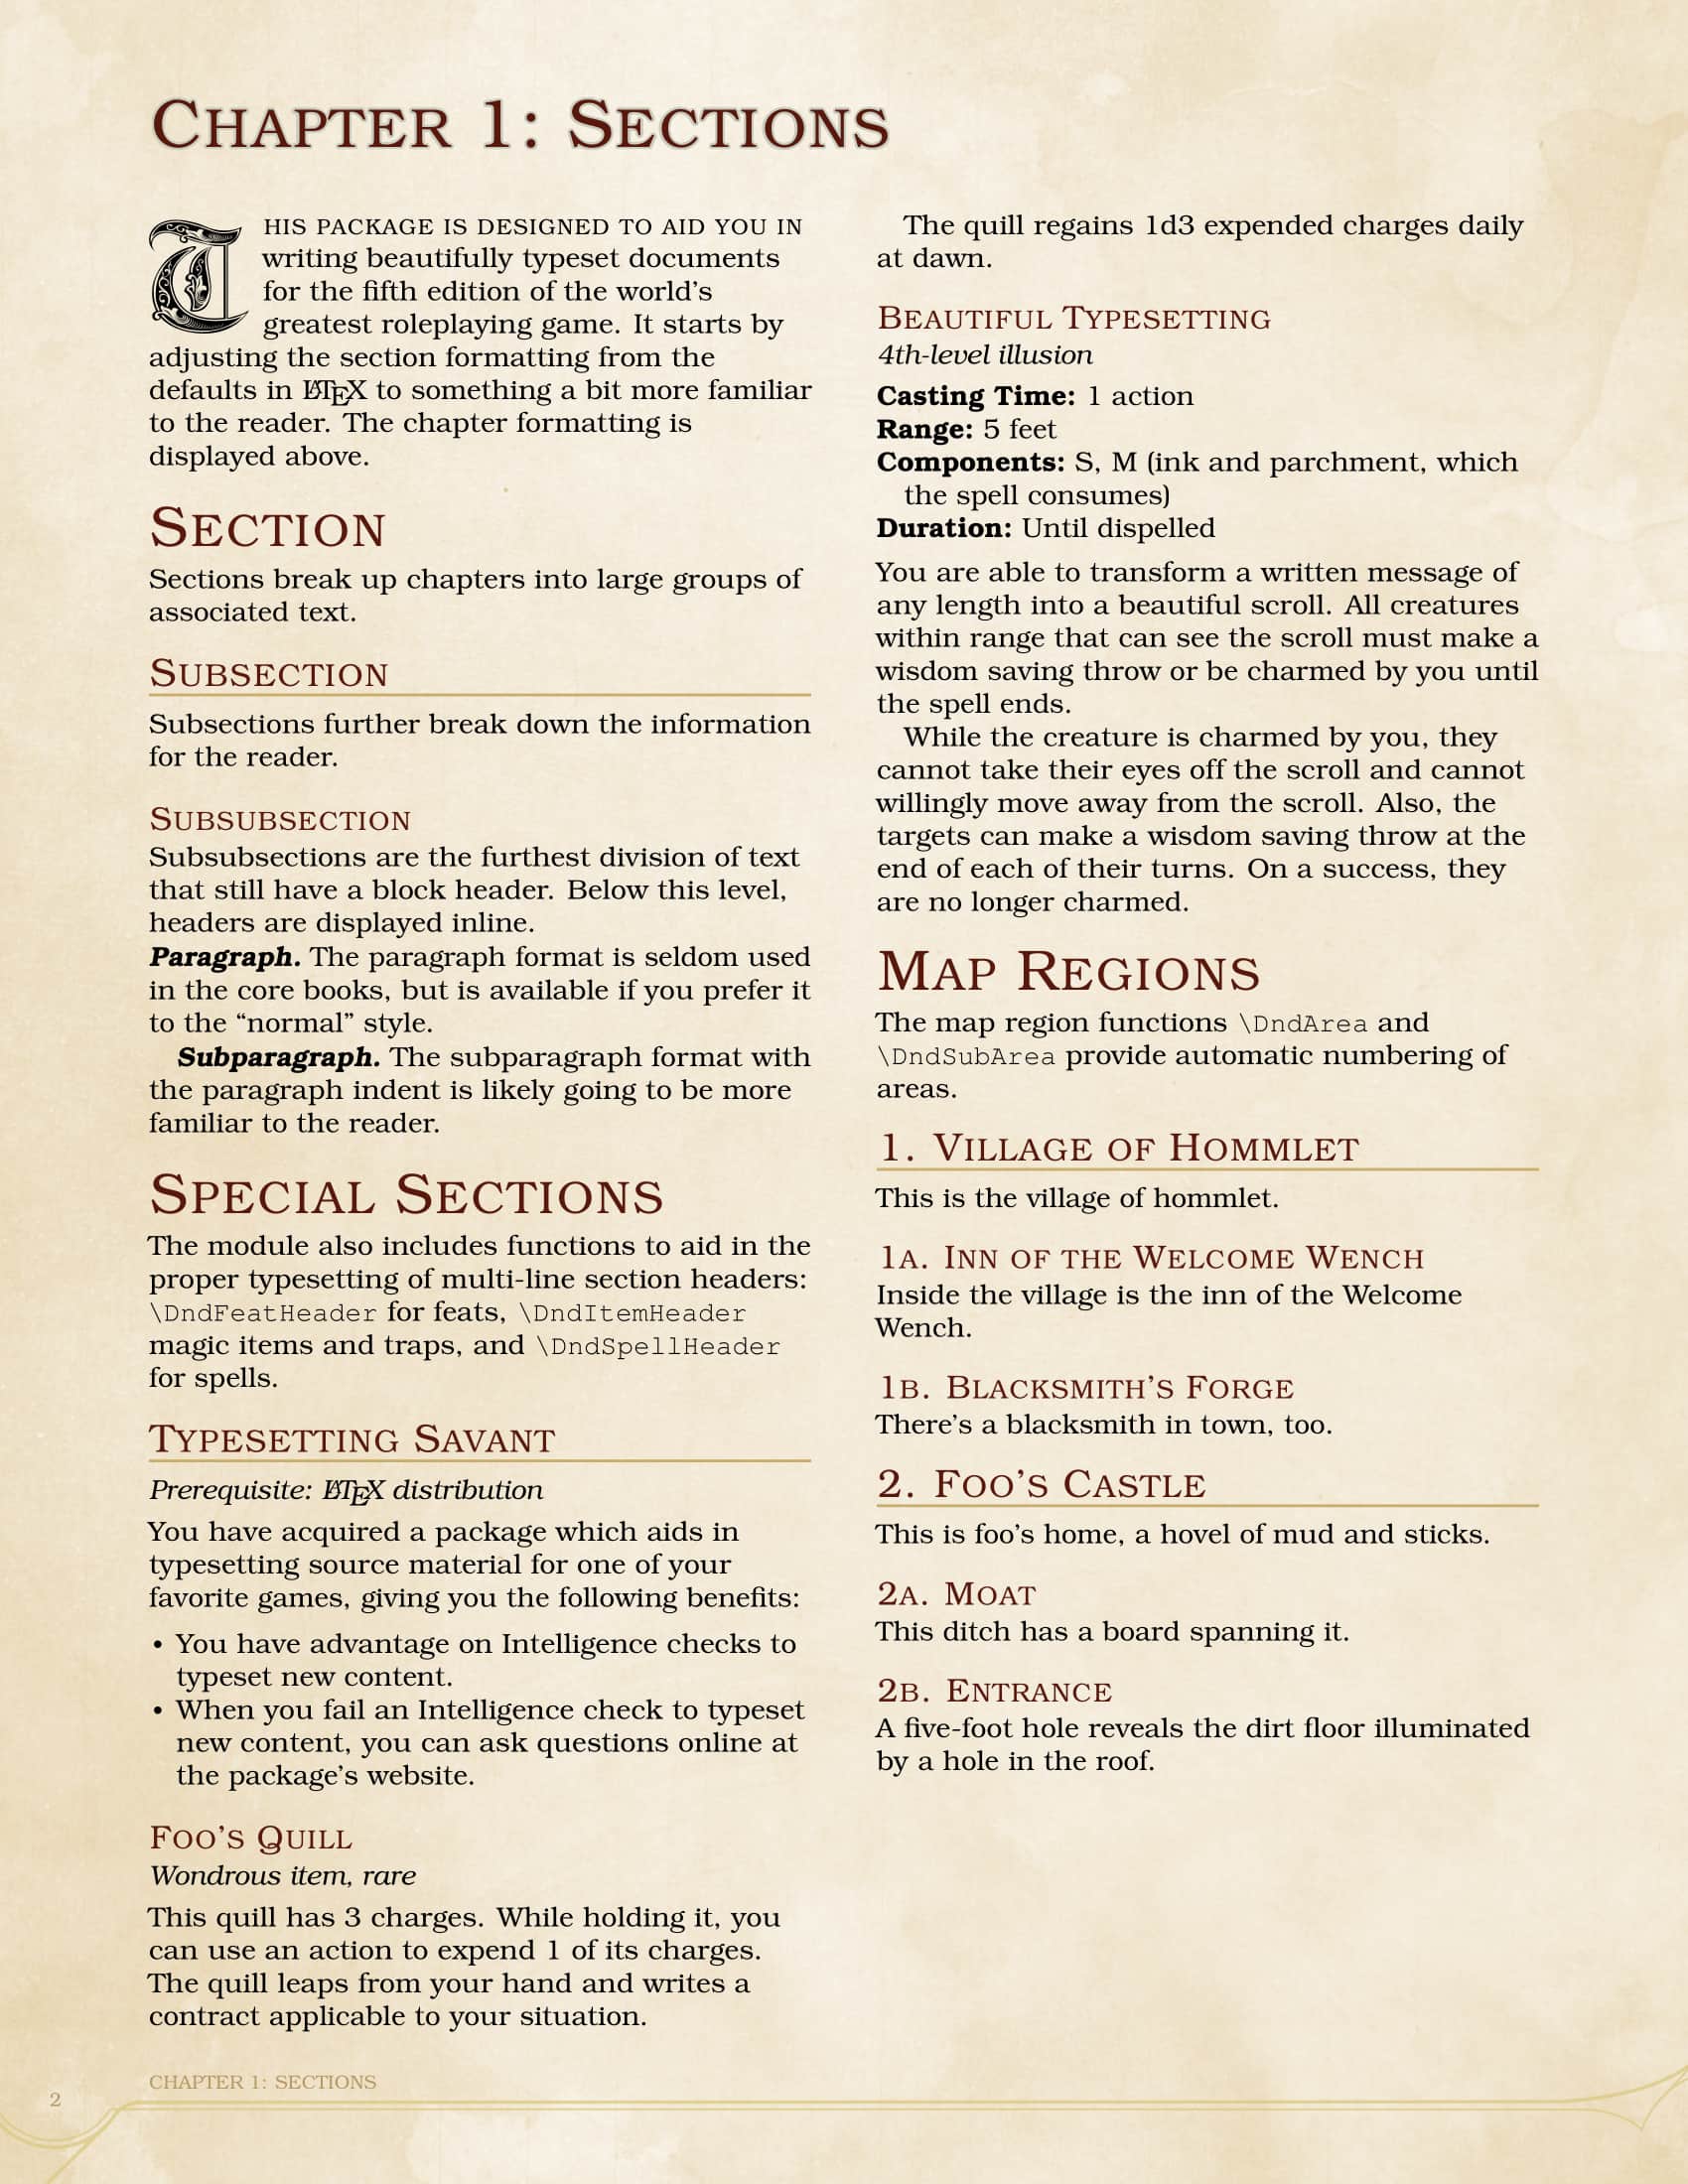 Chapter 1: Sections
This package is designed to aid you in
writing beautifully typeset documents
for the fifth edition of the world’s
greatest roleplaying game. It starts by
adjusting the section formatting from the
defaults in LaTeX to something a bit more familiar
to the reader. The chapter formatting is
displayed above.
Section
Sections break up chapters into large groups of
associated text.
Subsection
Subsections further break down the information
for the reader.
Subsubsection
Subsubsections are the furthest division of text
that still have a block header. Below this level,
headers are displayed inline.
Paragraph. The paragraph format is seldom used
in the core books, but is available if you prefer it
to the “normal” style.
Subparagraph. The subparagraph format with
the paragraph indent is likely going to be more
familiar to the reader.
Special Sections
The module also includes functions to aid in the
proper typesetting of multi-line section headers:
\DndFeatHeader for feats, \DndItemHeader
magic items and traps, and \DndSpellHeader
for spells.
Typesetting Savant
Prerequisite: LaTeX distribution
You have acquired a package which aids in
typesetting source material for one of your
favorite games, giving you the following benefits:
• You have advantage on Intelligence checks to
typeset new content.
• When you fail an Intelligence check to typeset
new content, you can ask questions online at
the package’s website.
Foo’s Quill
Wondrous item, rare
This quill has 3 charges. While holding it, you
can use an action to expend 1 of its charges.
The quill leaps from your hand and writes a
contract applicable to your situation.
The quill regains 1d3 expended charges daily
at dawn.
Beautiful Typesetting
4th-level illusion
Casting Time: 1 action
Range: 5 feet
Components: S, M (ink and parchment, which
the spell consumes)
Duration: Until dispelled
You are able to transform a written message of
any length into a beautiful scroll. All creatures
within range that can see the scroll must make a
wisdom saving throw or be charmed by you until
the spell ends.
While the creature is charmed by you, they
cannot take their eyes off the scroll and cannot
willingly move away from the scroll. Also, the
targets can make a wisdom saving throw at the
end of each of their turns. On a success, they
are no longer charmed.
Map Regions
The map region functions \DndArea and
\DndSubArea provide automatic numbering of
areas.
1. Village of Hommlet
This is the village of hommlet.
1a. Inn of the Welcome Wench
Inside the village is the inn of the Welcome
Wench.
1b. Blacksmith’s Forge
There’s a blacksmith in town, too.
2. Foo’s Castle
This is foo’s home, a hovel of mud and sticks.
2a. Moat
This ditch has a board spanning it.
2b. Entrance
A five-foot hole reveals the dirt floor illuminated
by a hole in the roof.
CHAPTER 1: SECTIONS
2